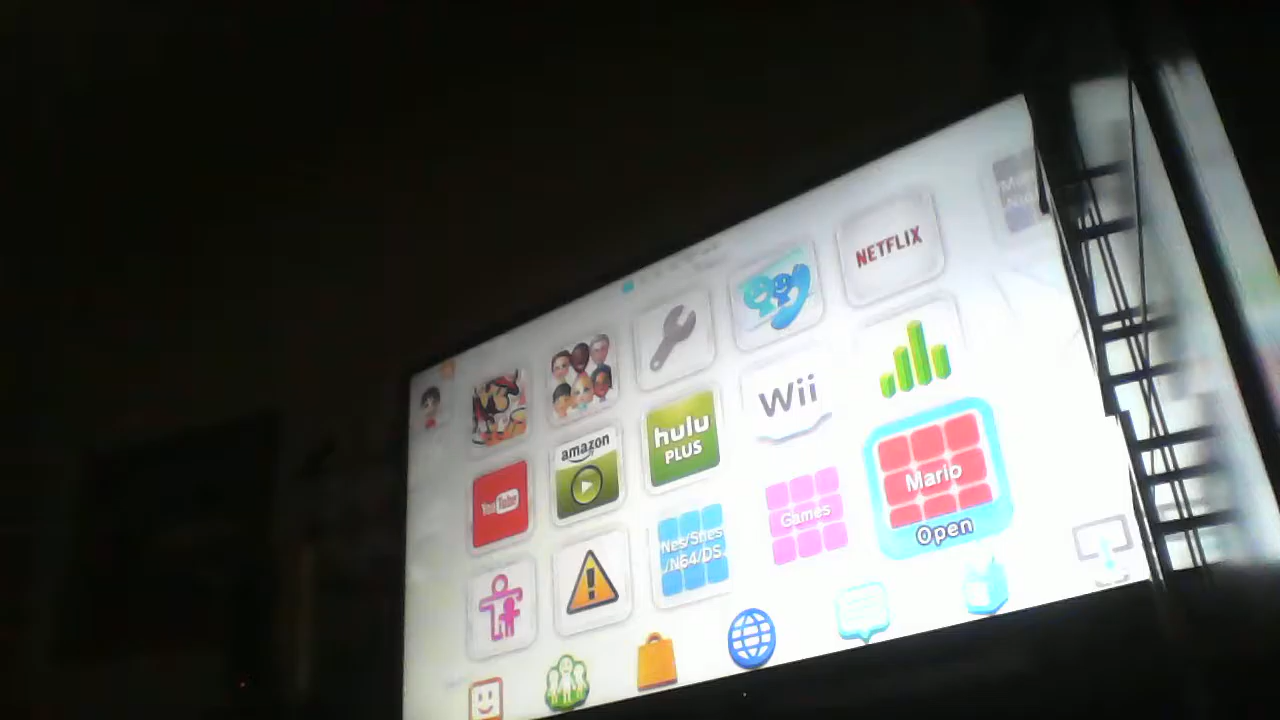 NETFLIX
Wii
amazon
hulu
PLUS
YouTube
Mario
Open
Games
Nes/Snes
/N64/DS